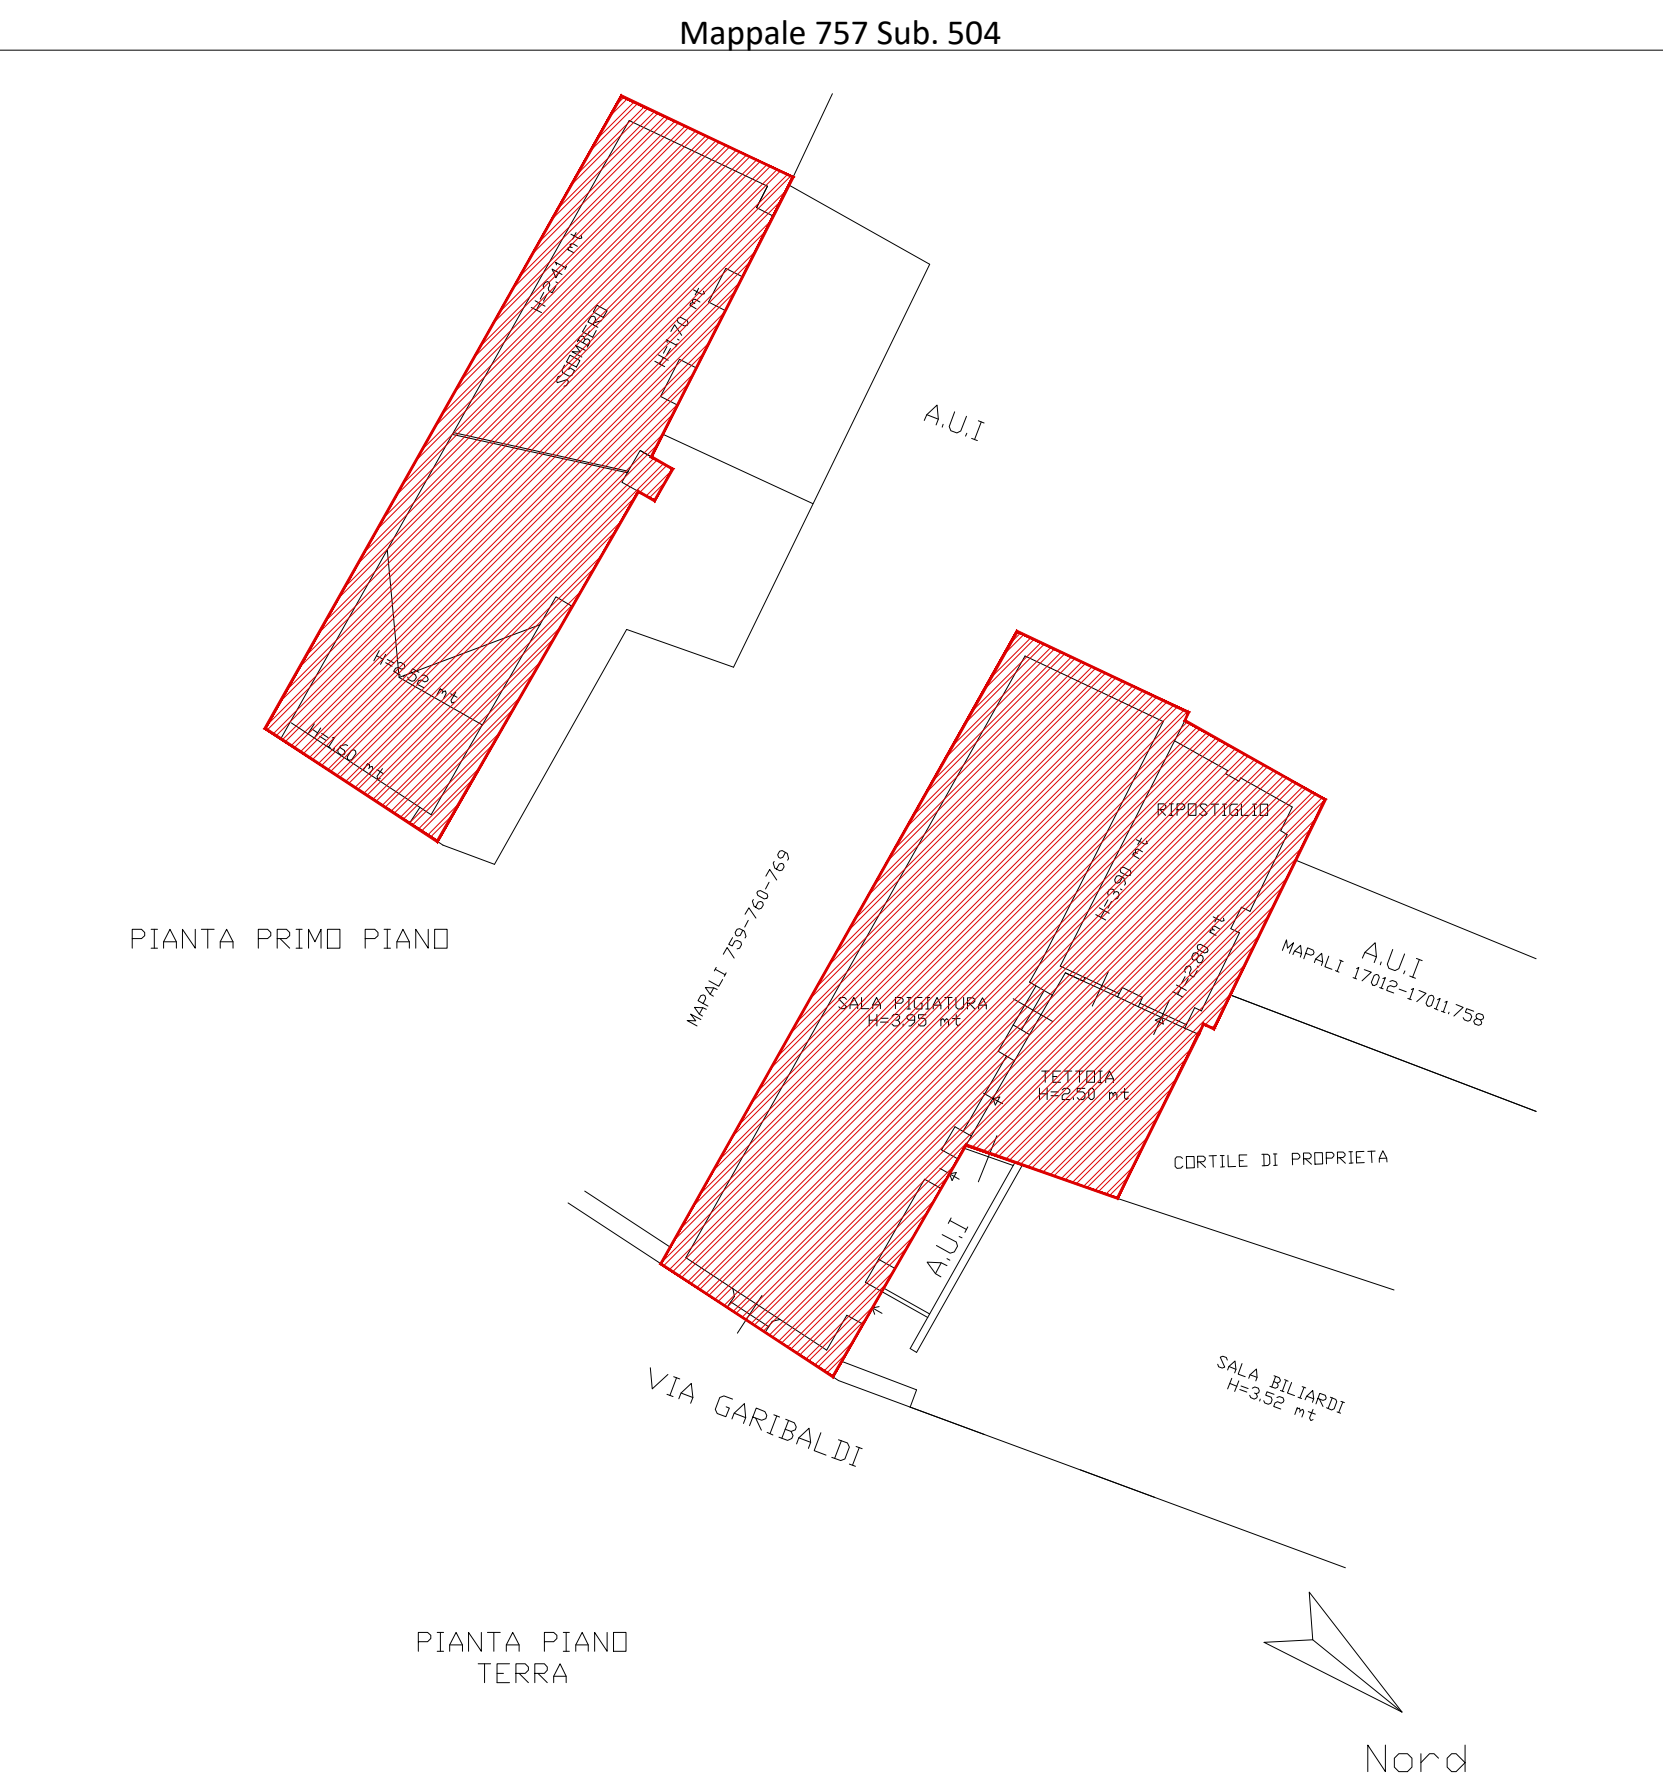 Mappale 757 Sub. 504
H=2.41 mt
SGOMBERO
H=1.70 mt
A.U.I
H=2.52 mt
H=1.60 mt
PIANTA PRIMO PIANO
MAPALI 759-760-769
RIPOSTIGLIO
H=3.90 mt
H=2.80 mt
A.U.I
MAPALI 17012-17011.758
SALA PIGIATURA
H=3.95 mt
TETTOIA
H=2.50 mt
CORTILE DI PROPRIETA
A.U.I
SALA BILIARDI
H=3.52 mt
VIA GARIBALDI
PIANTA PIANO
TERRA
Nord